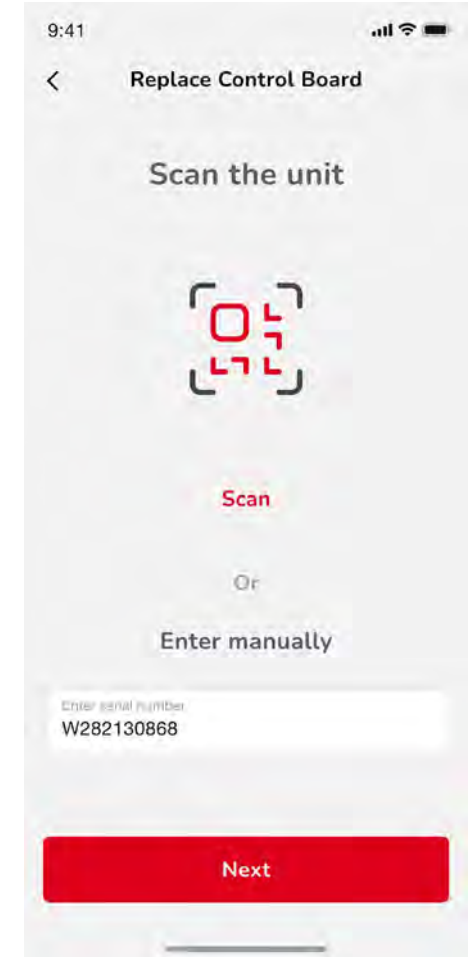 9:41
Replace Control Board
Scan the unit
Scan
Or
Enter manually
Enter serial number
W282130868
Next